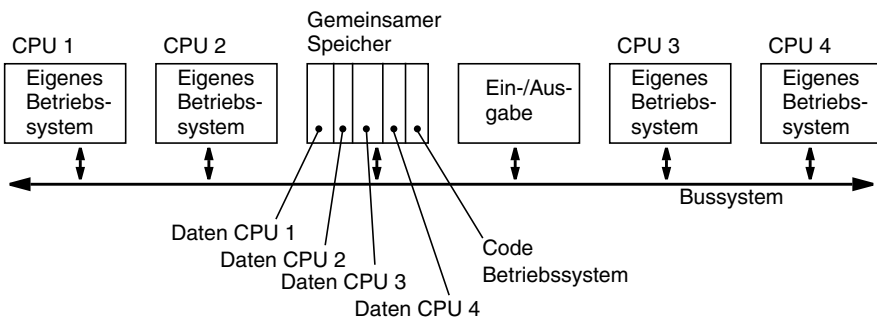 Gemeinsamer
Speicher
CPU 1
CPU 2
CPU 3
CPU 4
Eigenes
Betriebs-
system
Eigenes
Betriebs-
system
Ein-/Aus-
gabe
Eigenes
Betriebs-
system
Eigenes
Betriebs-
system
Bussystem
Daten CPU 1
Daten CPU 2
Daten CPU 3
Daten CPU 4
Code
Betriebssystem